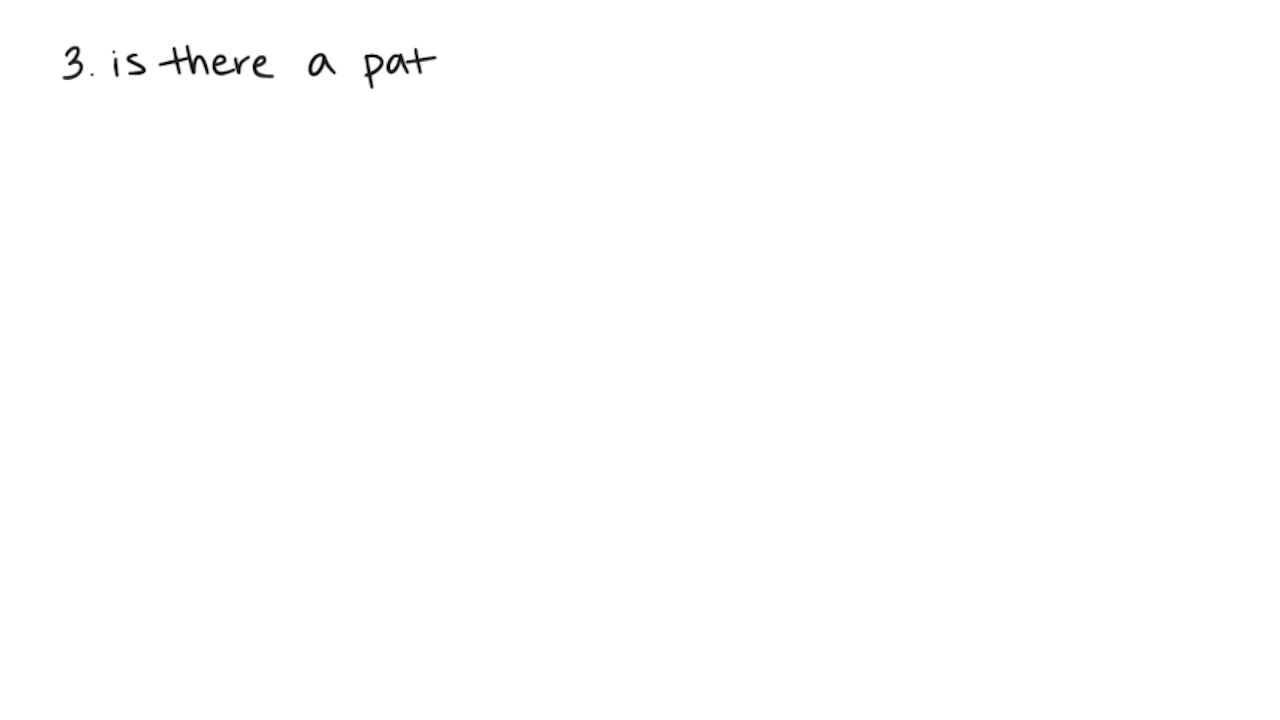 3. is there a pat